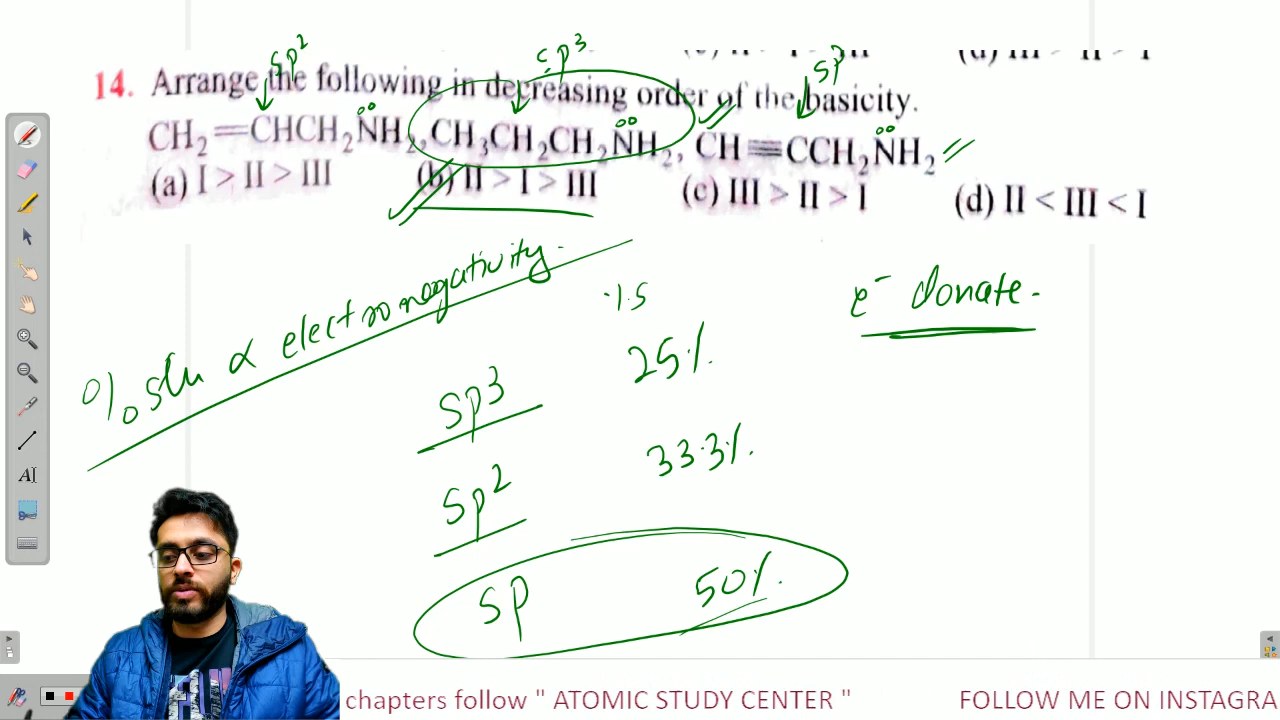 sp² sp³ sp
14. Arrange the following in decreasing order of the basicity.
CH₂=CHCH₂NH₂, CH₃CH₂CH₂NH₂, CH≡CCH₂NH₂
(a) I > II > III (b) II > I > III (c) III > II > I (d) II < III < I
% s α electronegativity.
e⁻ donate.
% S
sp3 25%
sp2 33.3%
sp 50%
AI
chapters follow " ATOMIC STUDY CENTER " FOLLOW ME ON INSTAGRA